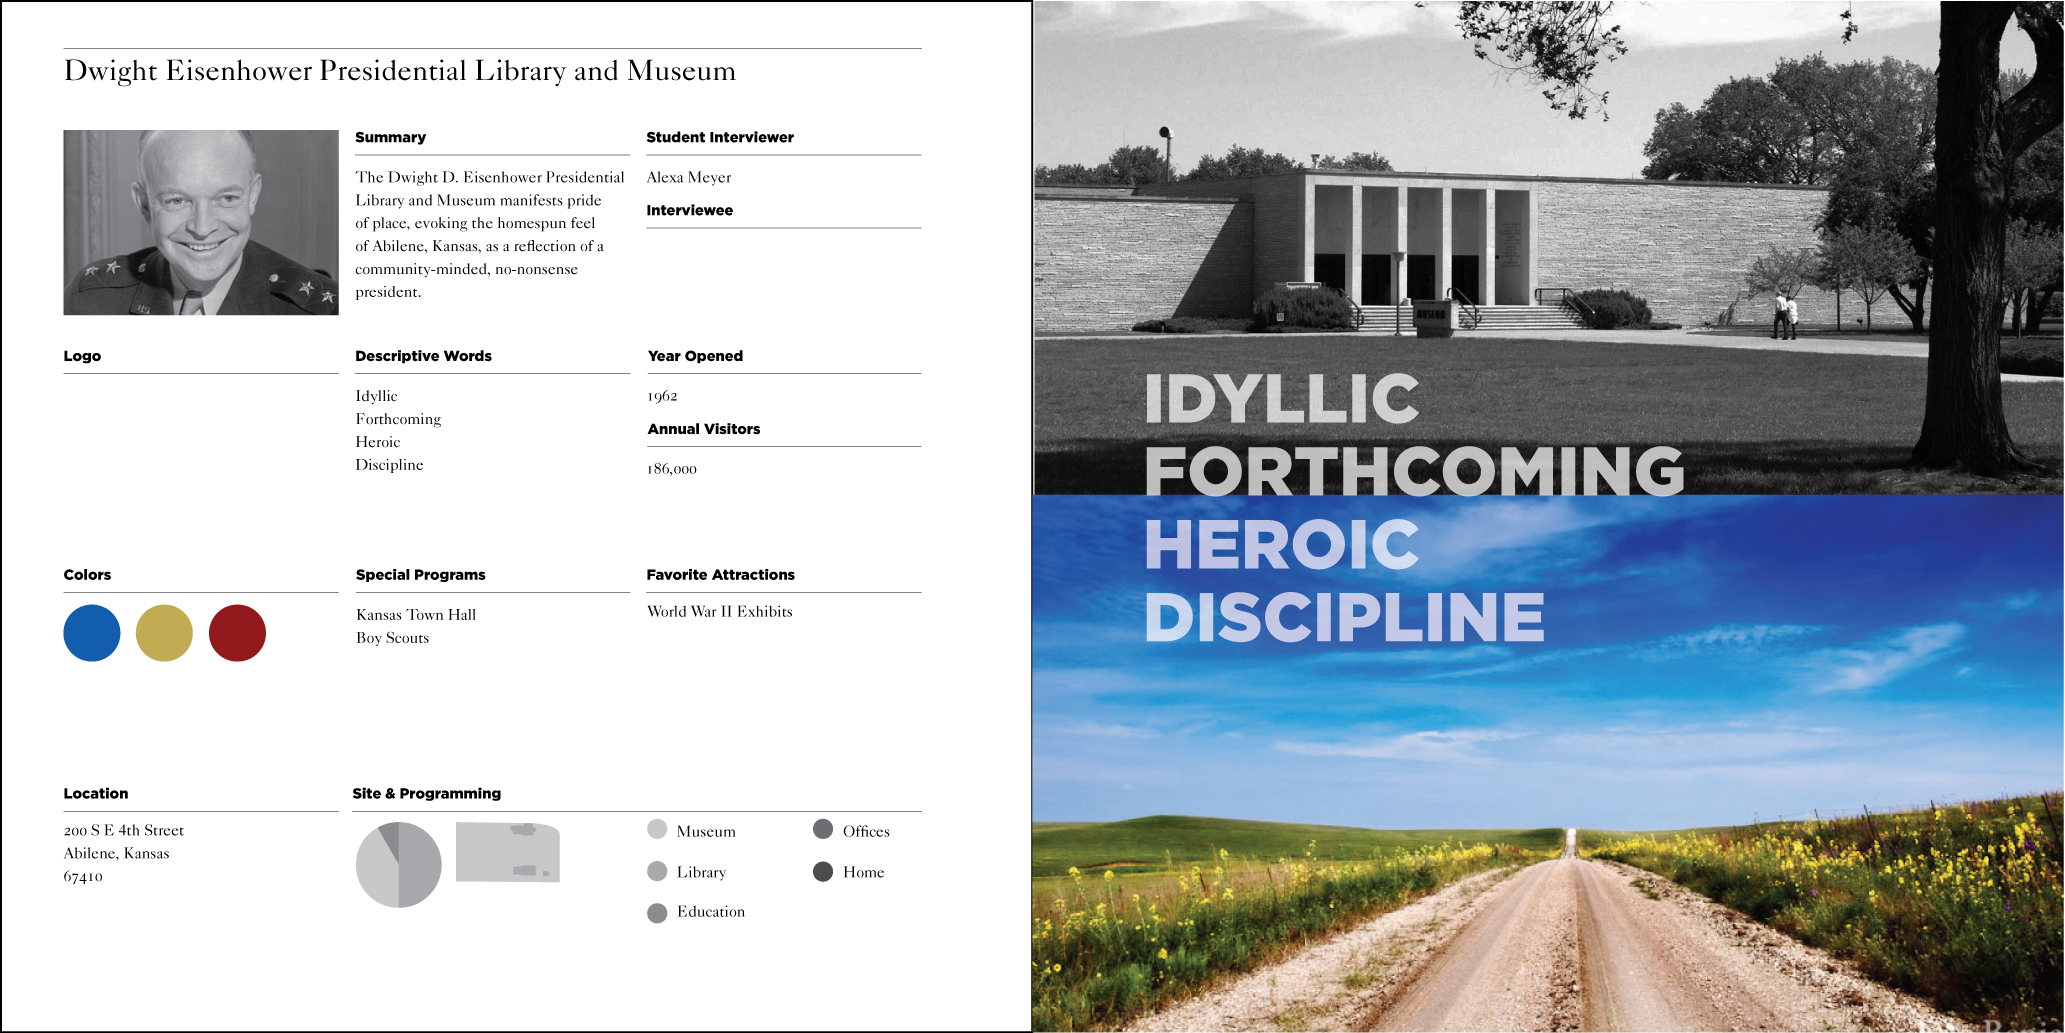 Dwight Eisenhower Presidential Library and Museum
Summary
The Dwight D. Eisenhower Presidential
Library and Museum manifests pride
of place, evoking the homespun feel
of Abilene, Kansas, as a reflection of a
community-minded, no-nonsense
president.
Student Interviewer
Alexa Meyer
Interviewee
Logo
Descriptive Words
Idyllic
Forthcoming
Heroic
Discipline
Year Opened
1962
Annual Visitors
186,000
Colors
Special Programs
Kansas Town Hall
Boy Scouts
Favorite Attractions
World War II Exhibits
Location
200 S E 4th Street
Abilene, Kansas
67410
Site & Programming
Museum
Library
Education
Offices
Home
MUSEUM
IDYLLIC
FORTHCOMING
HEROIC
DISCIPLINE